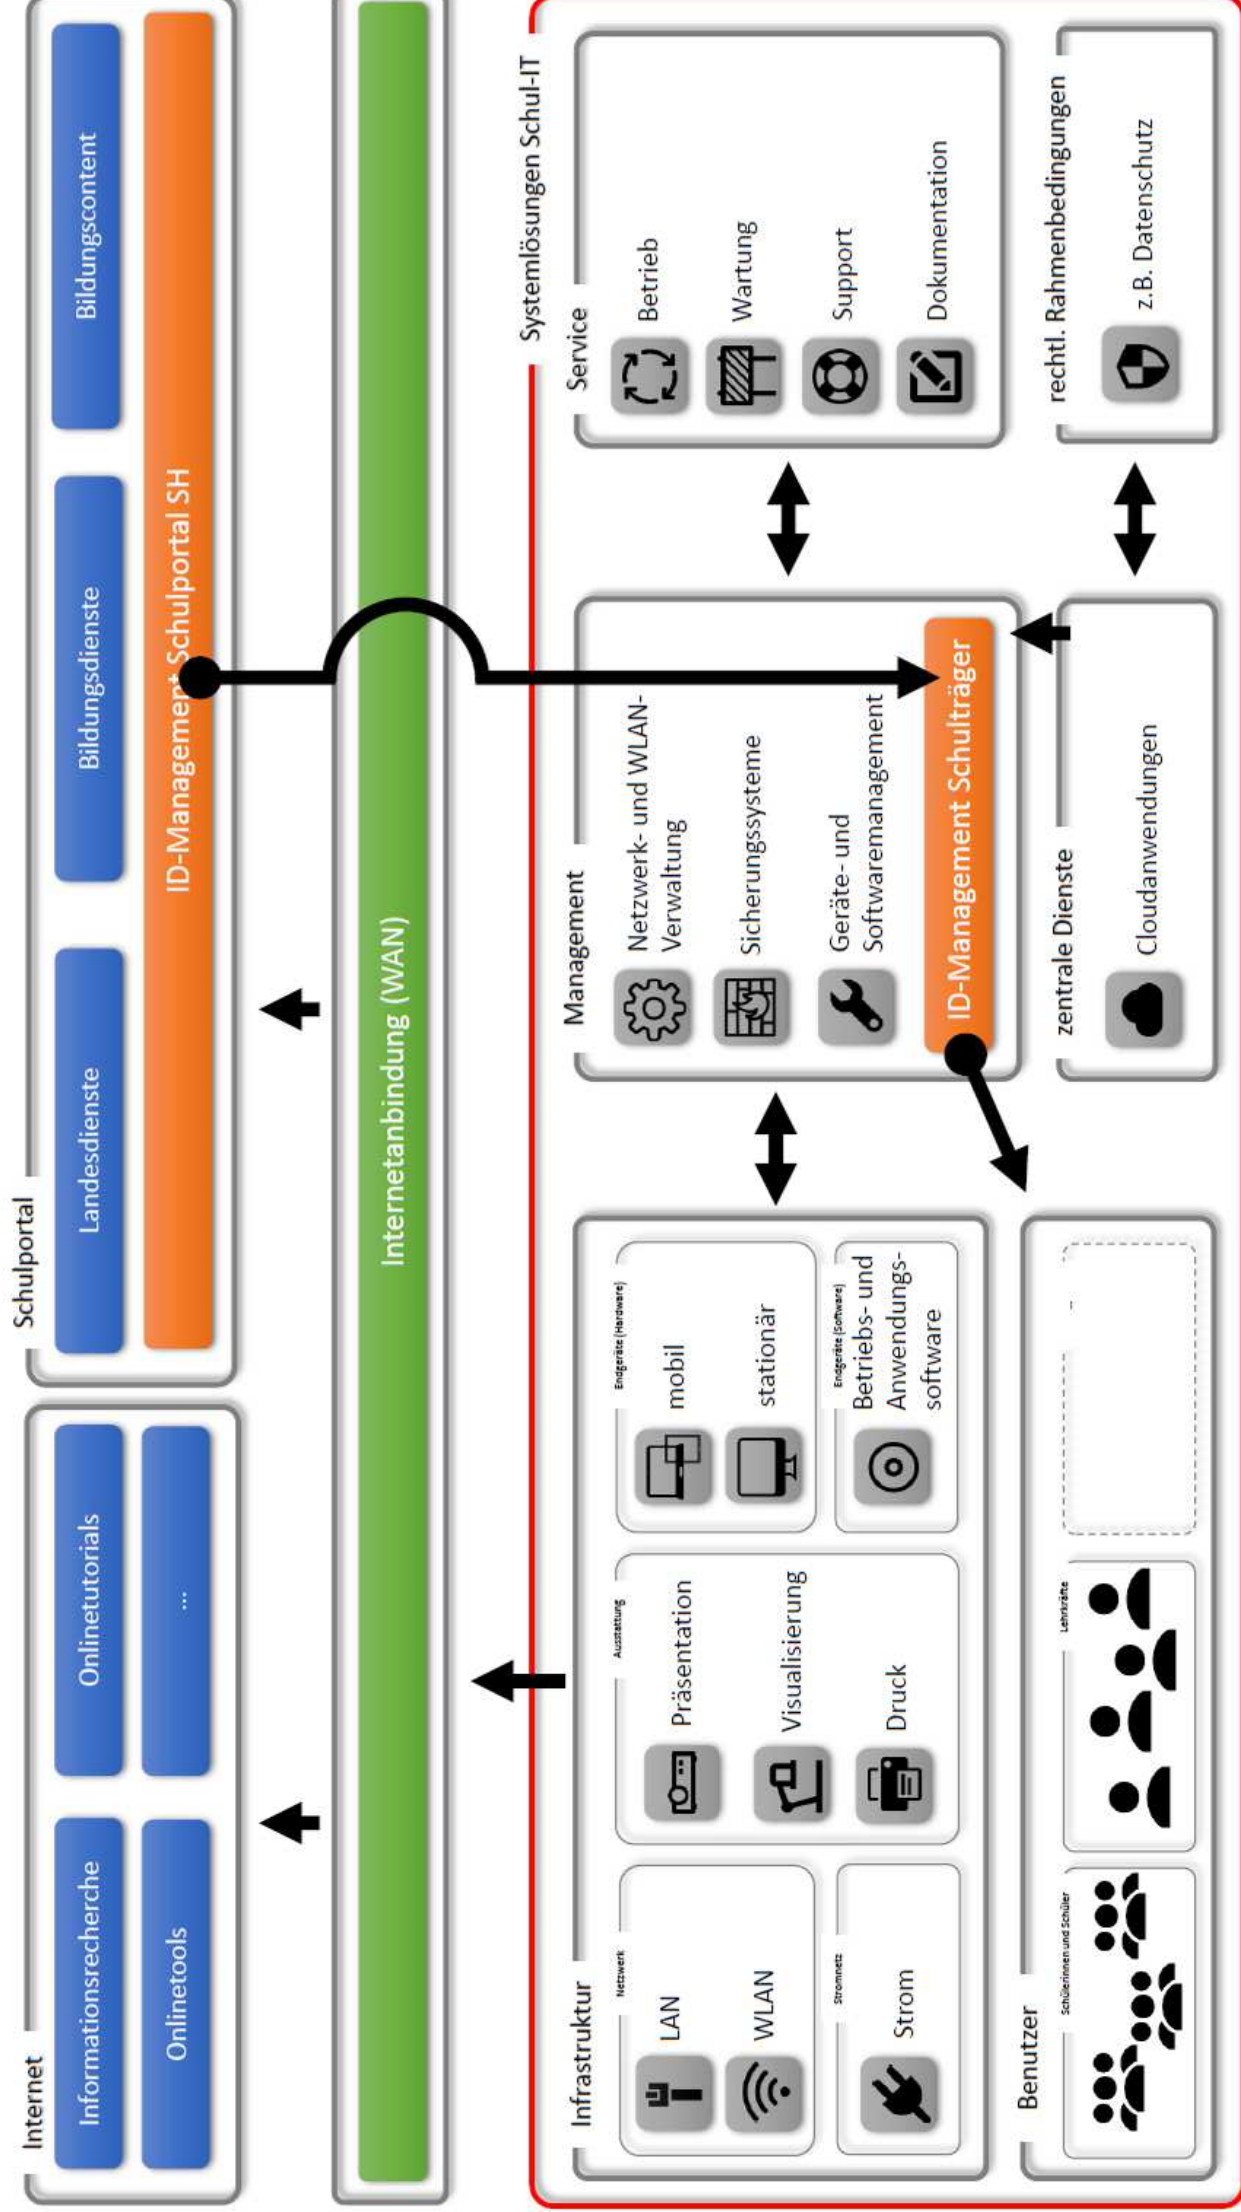 Internet
Informationsrecherche
Onlinetutorials
Onlinetools
...
Schulportal
Landesdienste
Bildungsdienste
Bildungscontent
ID-Management Schulportal SH
Internetanbindung (WAN)
Systemlösungen Schul-IT
Infrastruktur
Netzwerk
LAN
WLAN
Stromnetz
Strom
Ausstattung
Präsentation
Visualisierung
Druck
Endgeräte (Hardware)
mobil
stationär
Endgeräte (Software)
Betriebs- und
Anwendungs-
software
Management
Netzwerk- und WLAN-
Verwaltung
Sicherungssysteme
Geräte- und
Softwaremanagement
ID-Management Schulträger
Service
Betrieb
Wartung
Support
Dokumentation
Benutzer
Schülerinnen und Schüler
Lehrkräfte
zentrale Dienste
Cloudanwendungen
rechtl. Rahmenbedingungen
z.B. Datenschutz